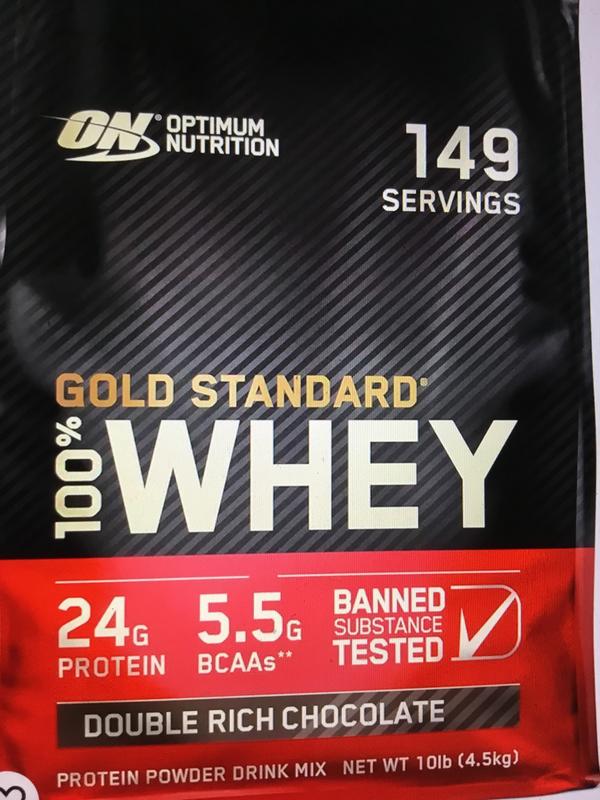 ON® OPTIMUM
NUTRITION
149
SERVINGS
GOLD STANDARD®
100% WHEY
24G
PROTEIN
5.5G
BCAAs**
BANNED
SUBSTANCE
TESTED
DOUBLE RICH CHOCOLATE
PROTEIN POWDER DRINK MIX NET WT 10lb (4.5kg)